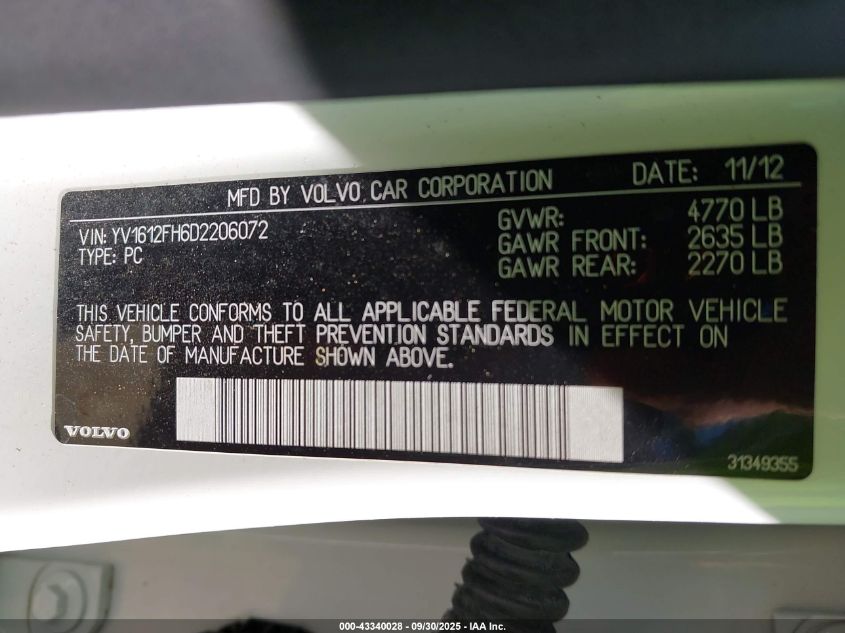 MFD BY VOLVO CAR CORPORATION DATE: 11/12
VIN: YV1612FH6D2206072
TYPE: PC
GVWR: 4770 LB
GAWR FRONT: 2635 LB
GAWR REAR: 2270 LB
THIS VEHICLE CONFORMS TO ALL APPLICABLE FEDERAL MOTOR VEHICLE
SAFETY, BUMPER AND THEFT PREVENTION STANDARDS IN EFFECT ON
THE DATE OF MANUFACTURE SHOWN ABOVE.
VOLVO
31349355
000-43340028 - 09/30/2025 - IAA Inc.